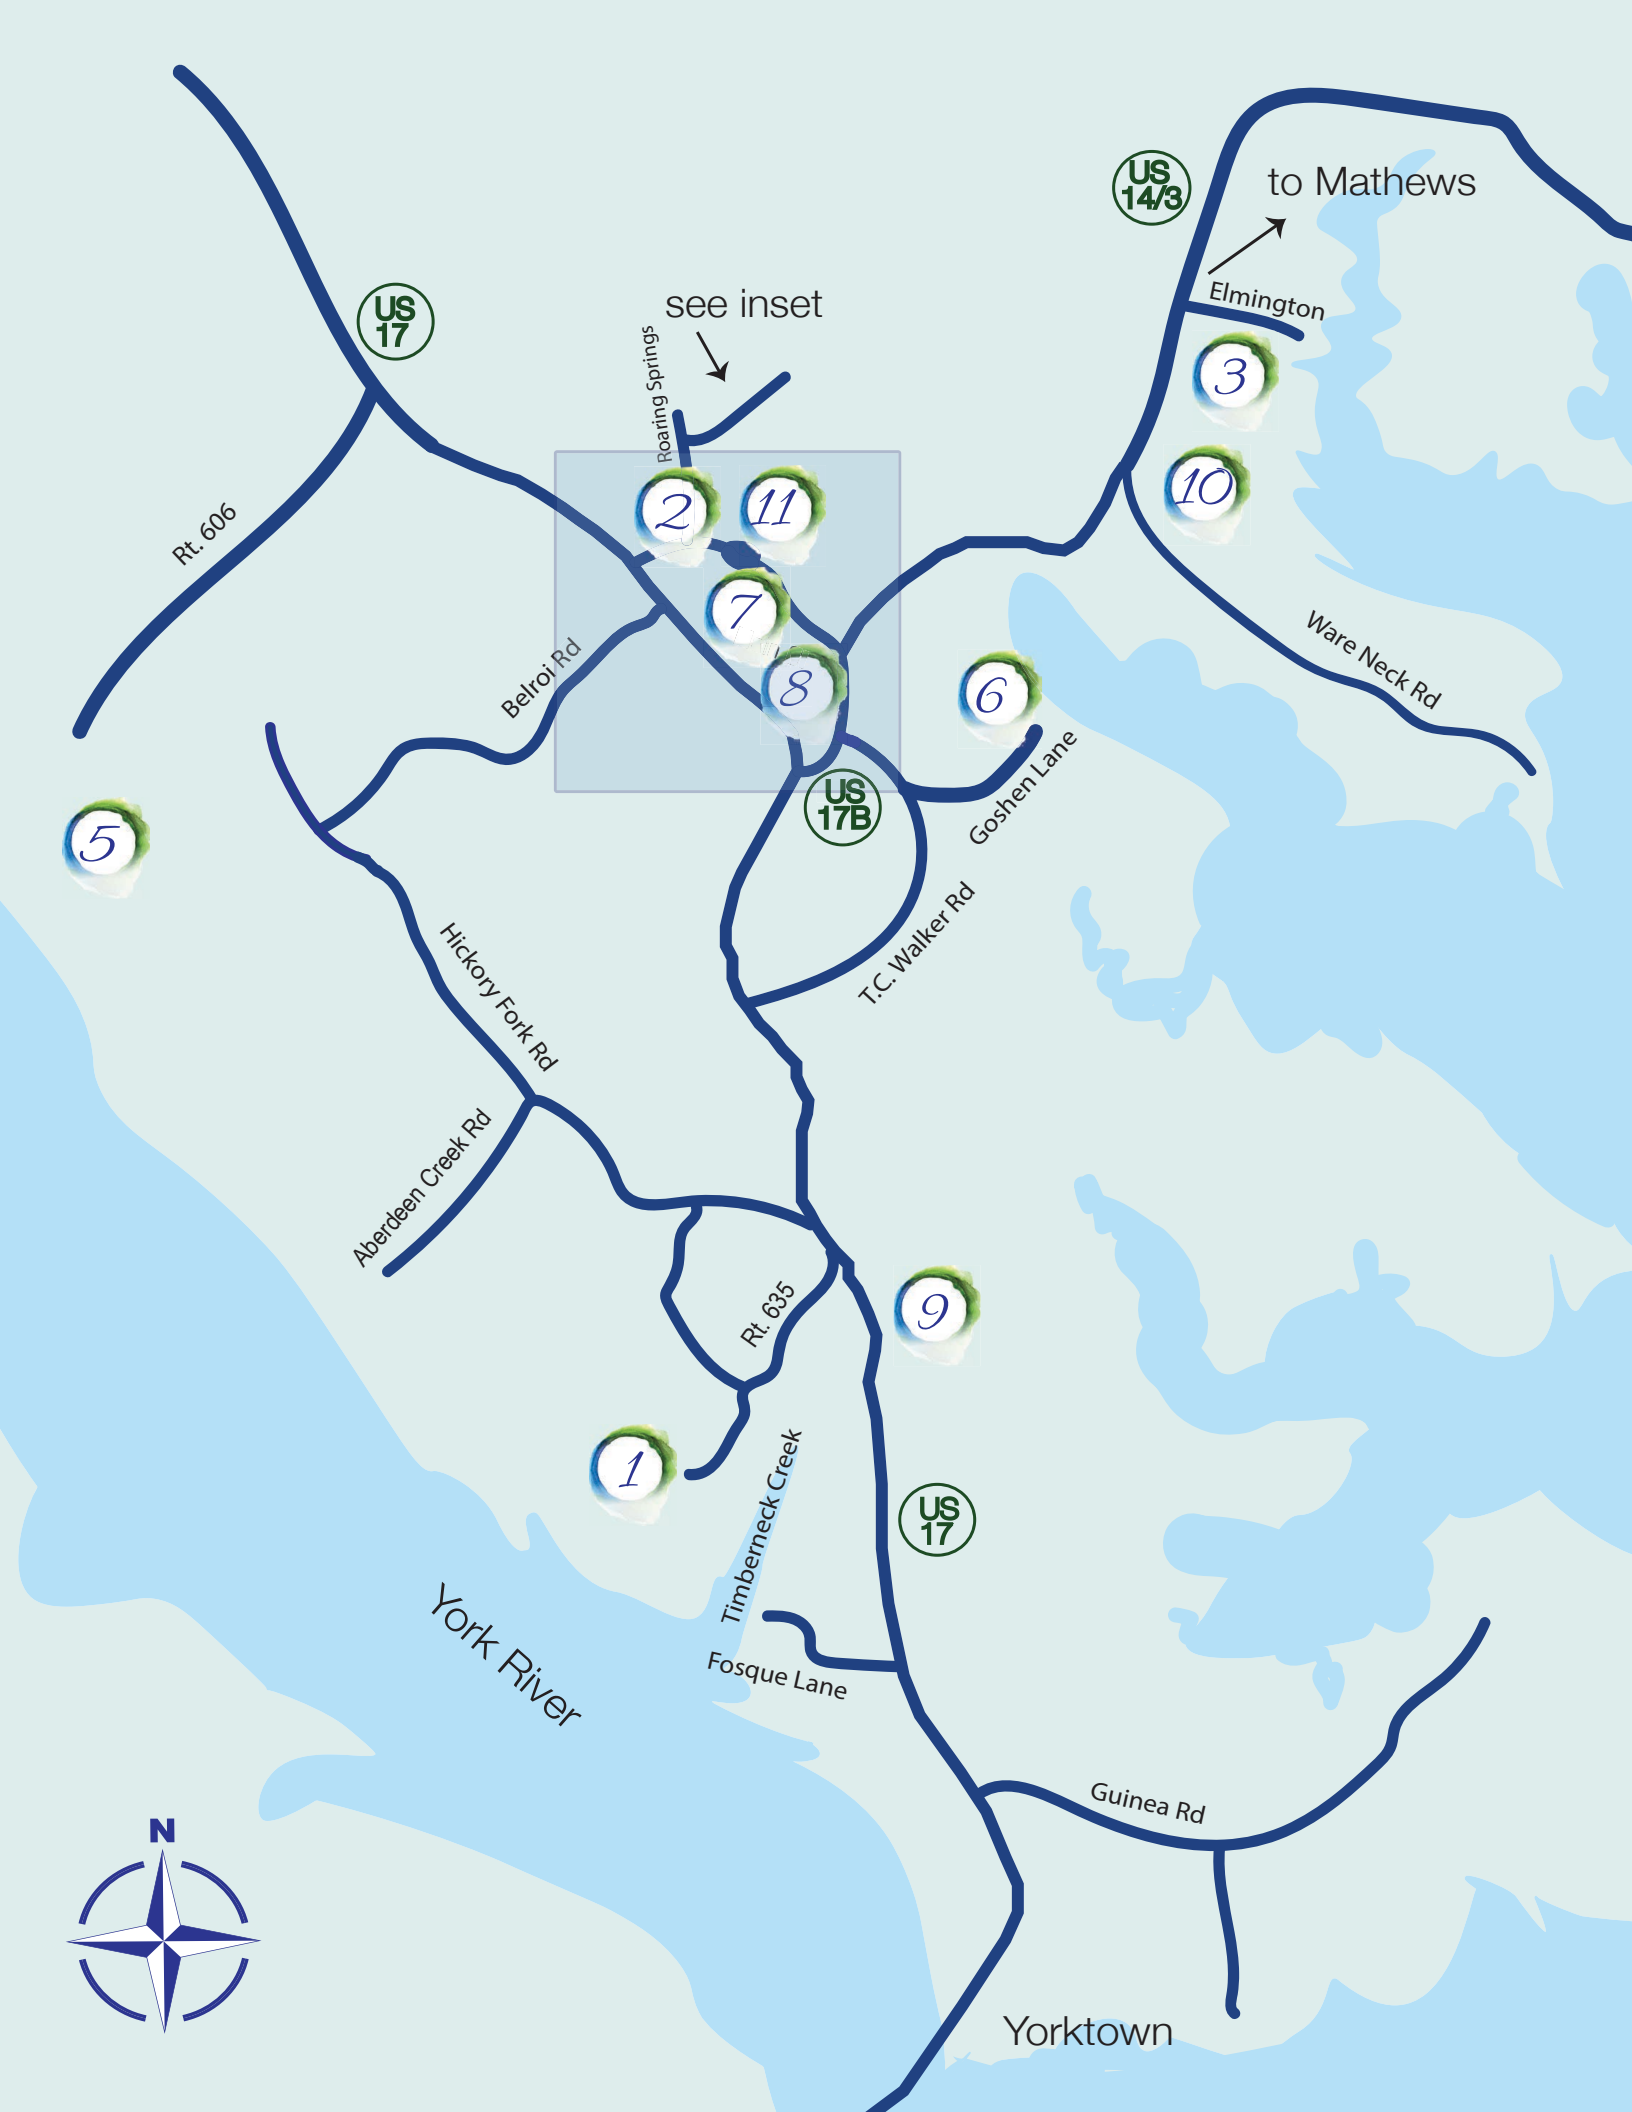 US
14/3
to Mathews
Elmington
US
17
see inset
Roaring Springs
3
10
2
11
Rt. 606
7
Belroi Rd
8
6
Ware Neck Rd
Goshen Lane
US
17B
5
T.C. Walker Rd
Hickory Fork Rd
Aberdeen Creek Rd
Rt. 635
9
1
Timberneck Creek
US
17
York River
Fosque Lane
Guinea Rd
N
Yorktown